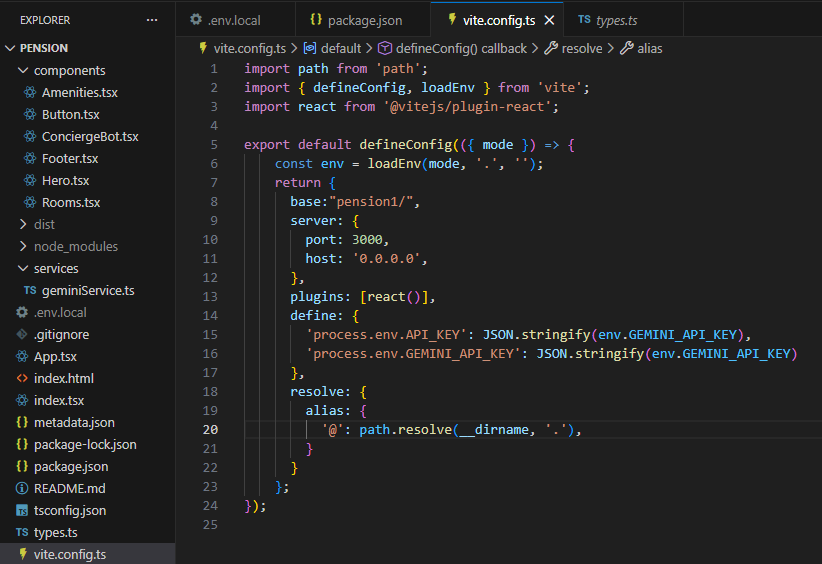 EXPLORER ...
PENSION
components
Amenities.tsx
Button.tsx
ConciergeBot.tsx
Footer.tsx
Hero.tsx
Rooms.tsx
dist
node_modules
services
TS geminiService.ts
.env.local
.gitignore
App.tsx
index.html
index.tsx
{} metadata.json
{} package-lock.json
{} package.json
README.md
TS tsconfig.json
TS types.ts
vite.config.ts
.env.local {} package.json vite.config.ts TS types.ts
vite.config.ts > default > defineConfig() callback > resolve > alias
1 import path from 'path';
2 import { defineConfig, loadEnv } from 'vite';
3 import react from '@vitejs/plugin-react';
4
5 export default defineConfig(({ mode }) => {
6 const env = loadEnv(mode, '.', '');
7 return {
8 base:"pension1/",
9 server: {
10 port: 3000,
11 host: '0.0.0.0',
12 },
13 plugins: [react()],
14 define: {
15 'process.env.API_KEY': JSON.stringify(env.GEMINI_API_KEY),
16 'process.env.GEMINI_API_KEY': JSON.stringify(env.GEMINI_API_KEY)
17 },
18 resolve: {
19 alias: {
20 '@': path.resolve(__dirname, '.'),
21 }
22 }
23 };
24 });
25